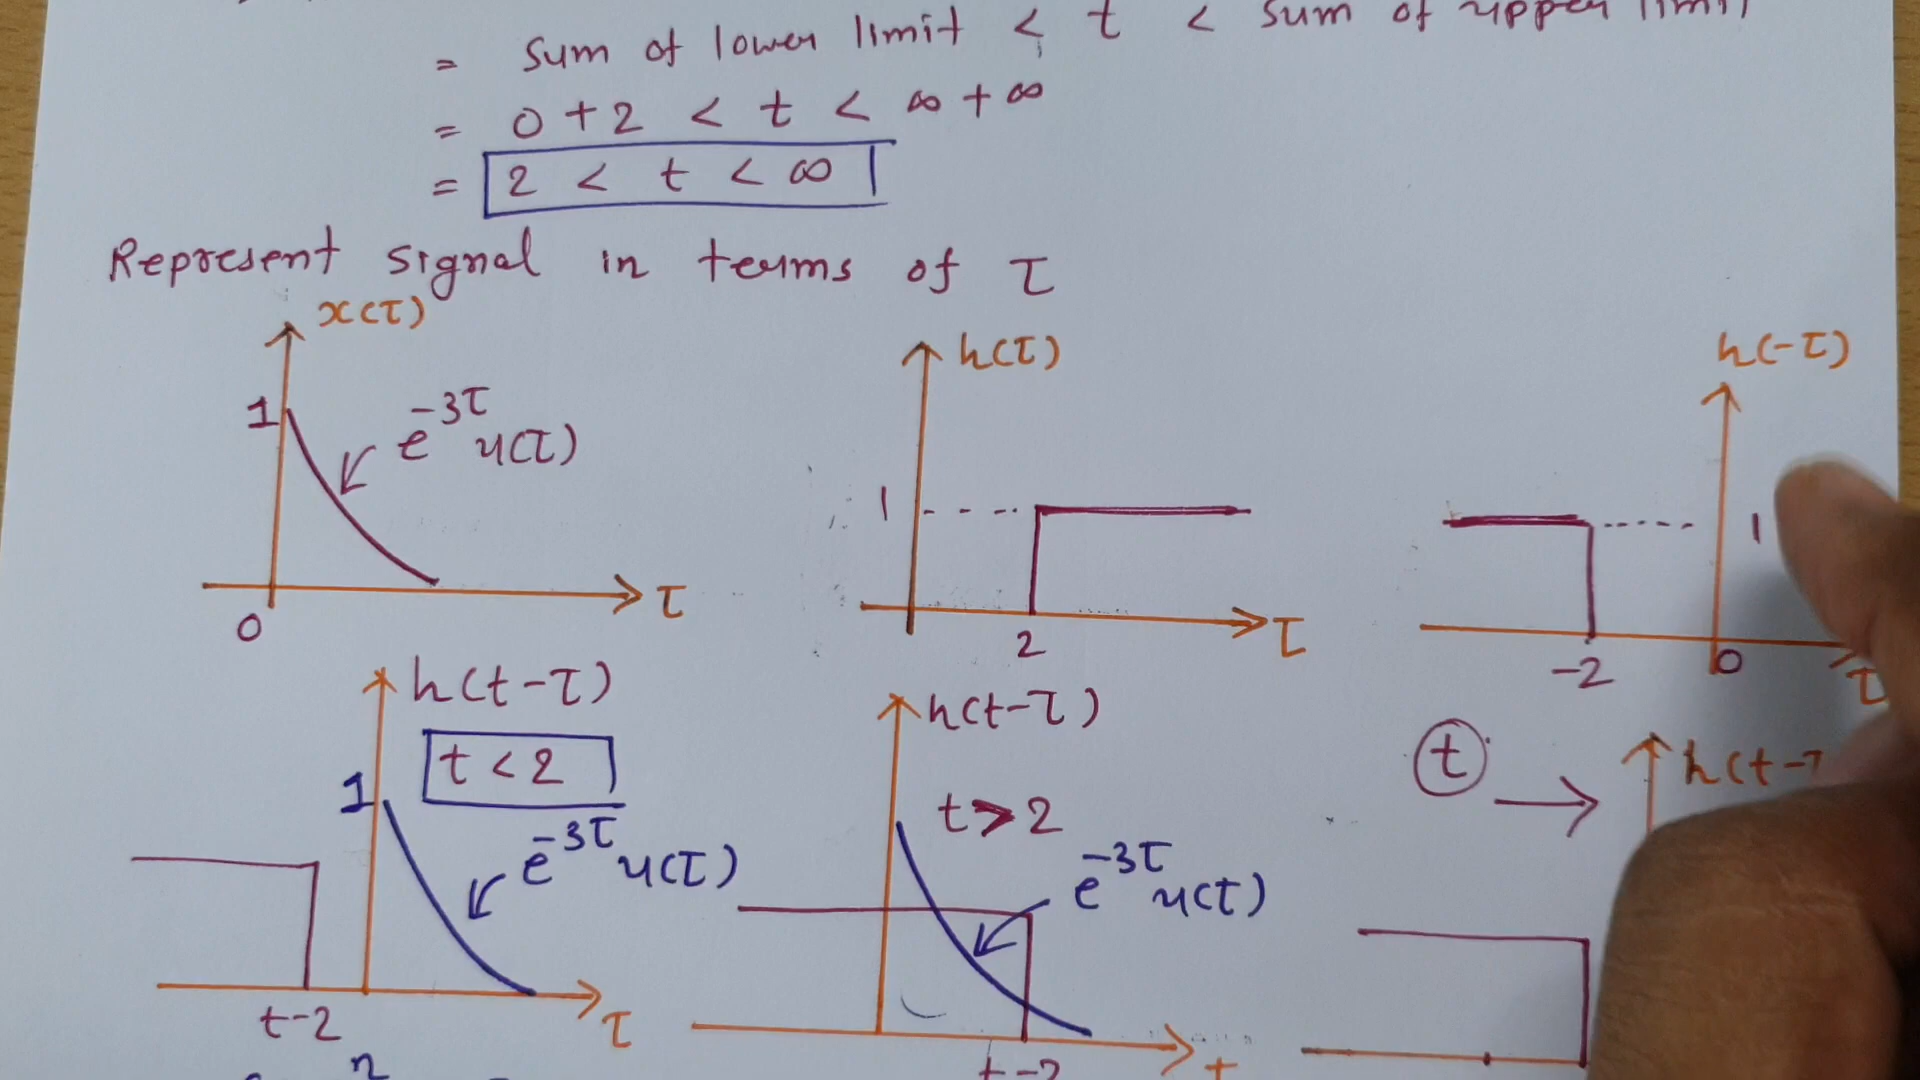 = Sum of lower limit < t < sum of upper limit
= 0+2 < t < ∞+∞
= 2 < t < ∞
Represent signal in terms of τ
x(τ)
1
e^-3τ u(τ)
0
τ
h(τ)
1
2
τ
h(-τ)
1
-2
0
τ
h(t-τ)
t<2
1
e^-3τ u(τ)
t-2
τ
h(t-τ)
t>2
e^-3τ u(τ)
t-2
t
h(t-τ